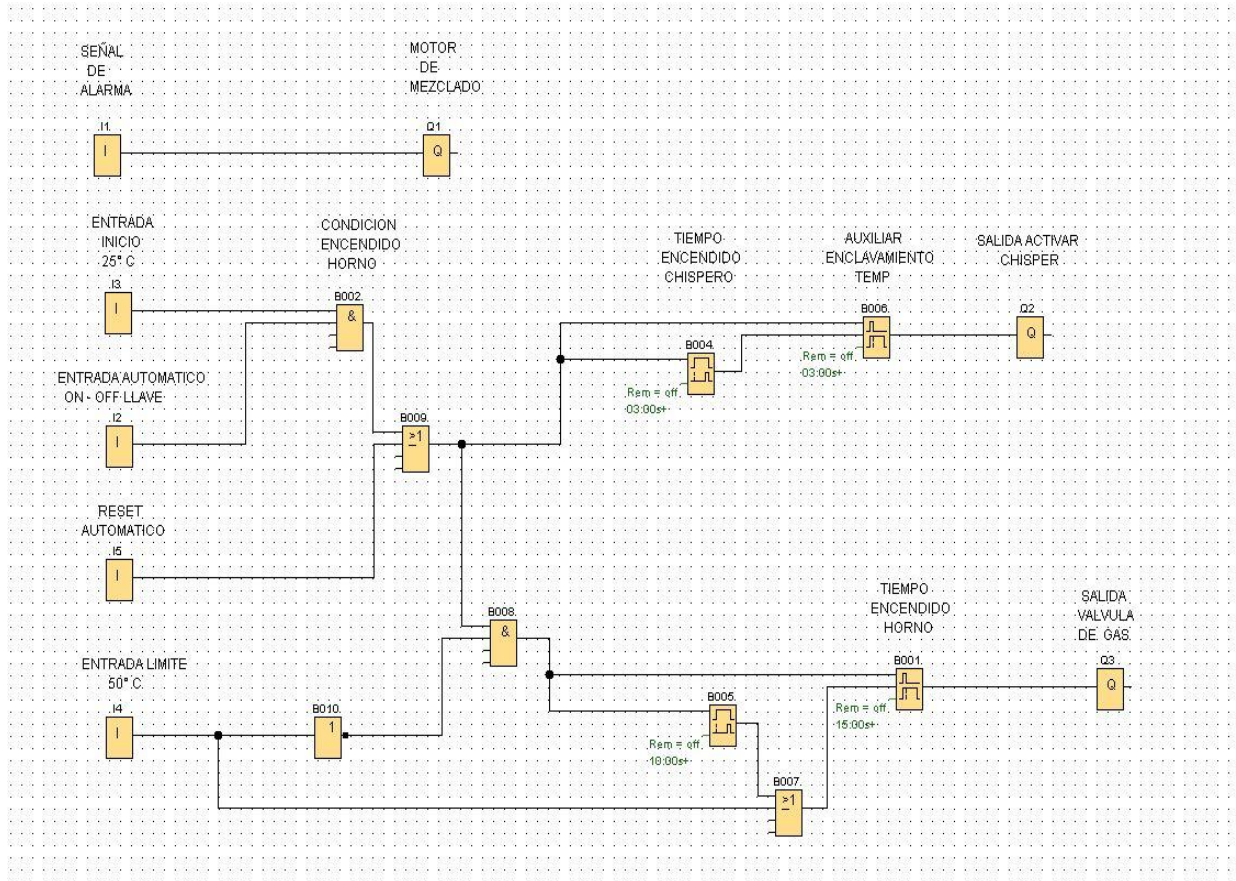 SEÑAL
DE
ALARMA
MOTOR
DE
MEZCLADO
I1
I
Q1
Q
ENTRADA
INICIO
25° C
CONDICION
ENCENDIDO
HORNO
I3
I
B002
&
TIEMPO
ENCENDIDO
CHISPERO
AUXILIAR
ENCLAVAMIENTO
TEMP
SALIDA ACTIVAR
CHISPER
B006
Rem = off
03:00s+
Q2
Q
B004
Rem = off
03:00s+
ENTRADA AUTOMATICO
ON - OFF LLAVE
I2
I
B009
≥1
RESET
AUTOMATICO
I5
I
TIEMPO
ENCENDIDO
HORNO
SALIDA
VALVULA
DE GAS
B008
&
B001
Rem = off
15:00s+
Q3
Q
ENTRADA LIMITE
50° C
I4
I
B010
1
B005
Rem = off
10:00s+
B007
≥1